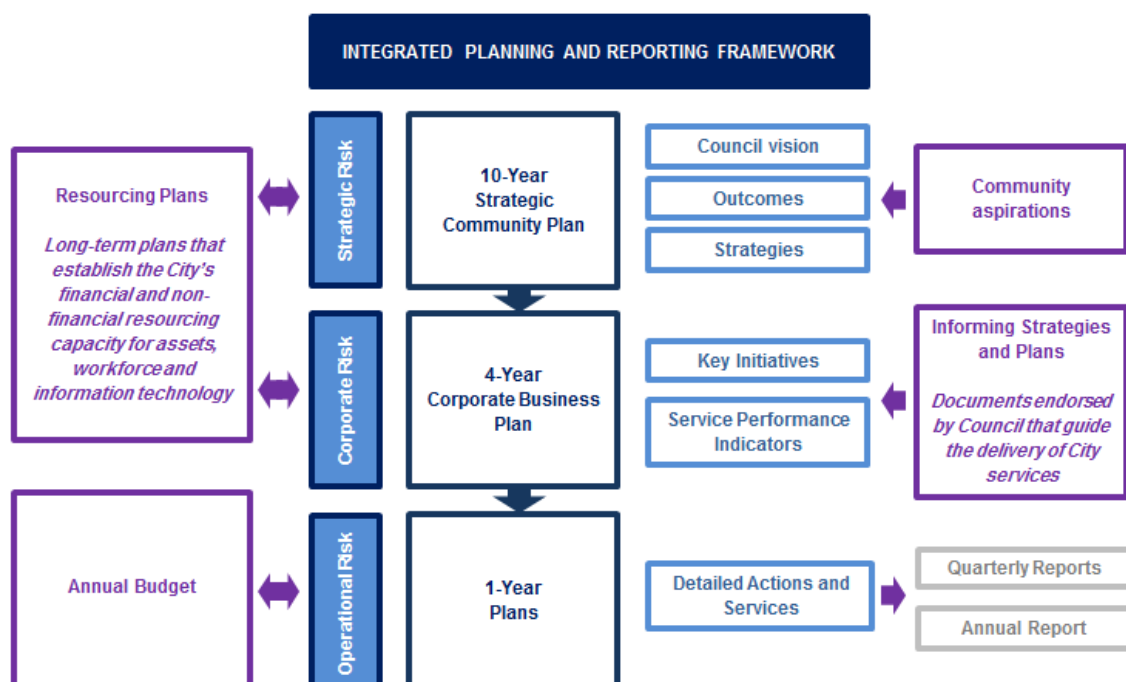 INTEGRATED PLANNING AND REPORTING FRAMEWORK
Resourcing Plans
Long-term plans that
establish the City's
financial and non-
financial resourcing
capacity for assets,
workforce and
information technology
Strategic Risk
10-Year
Strategic
Community Plan
Council vision
Outcomes
Strategies
Community
aspirations
Corporate Risk
4-Year
Corporate Business
Plan
Key Initiatives
Service Performance
Indicators
Informing Strategies
and Plans
Documents endorsed
by Council that guide
the delivery of City
services
Annual Budget
Operational Risk
1-Year
Plans
Detailed Actions and
Services
Quarterly Reports
Annual Report